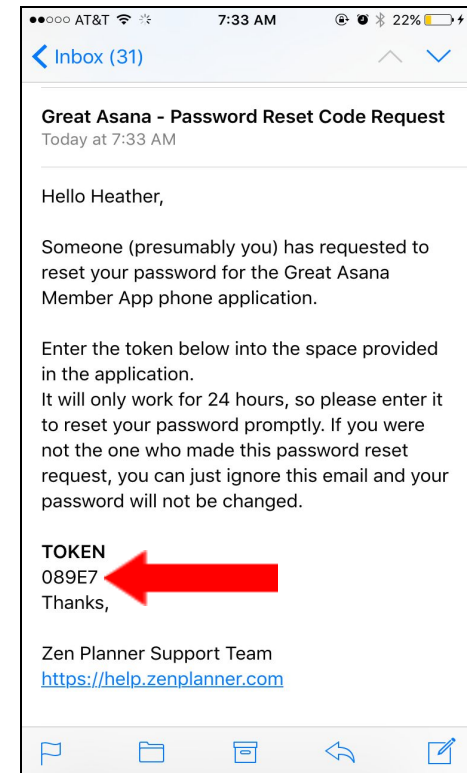 AT&T 7:33 AM 22%
Inbox (31)
Great Asana - Password Reset Code Request
Today at 7:33 AM
Hello Heather,
Someone (presumably you) has requested to
reset your password for the Great Asana
Member App phone application.
Enter the token below into the space provided
in the application.
It will only work for 24 hours, so please enter it
to reset your password promptly. If you were
not the one who made this password reset
request, you can just ignore this email and your
password will not be changed.
TOKEN
089E7
Thanks,
Zen Planner Support Team
https://help.zenplanner.com